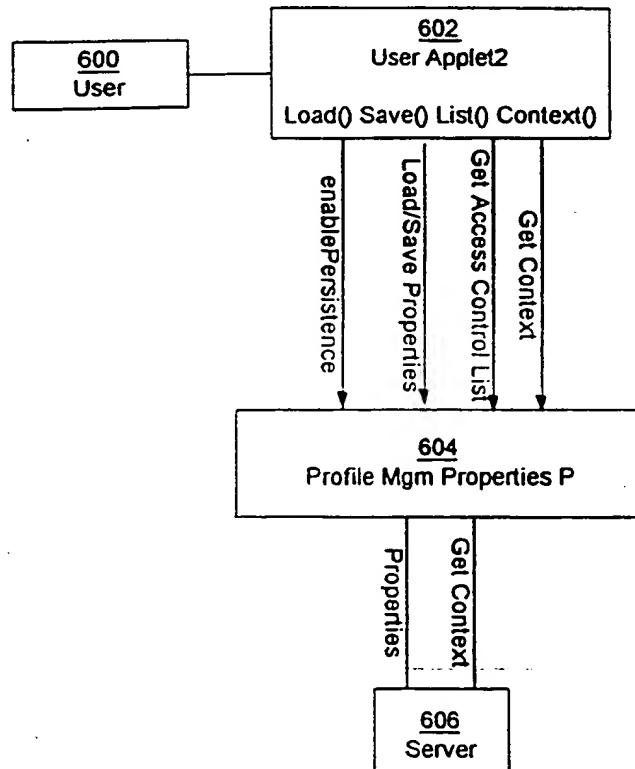 602
User Applet2
Load() Save() List() Context()
600
User
enablePersistence
Load/Save Properties
Get Access Control List
Get Context
604
Profile Mgm Properties P
Properties
Get Context
606
Server